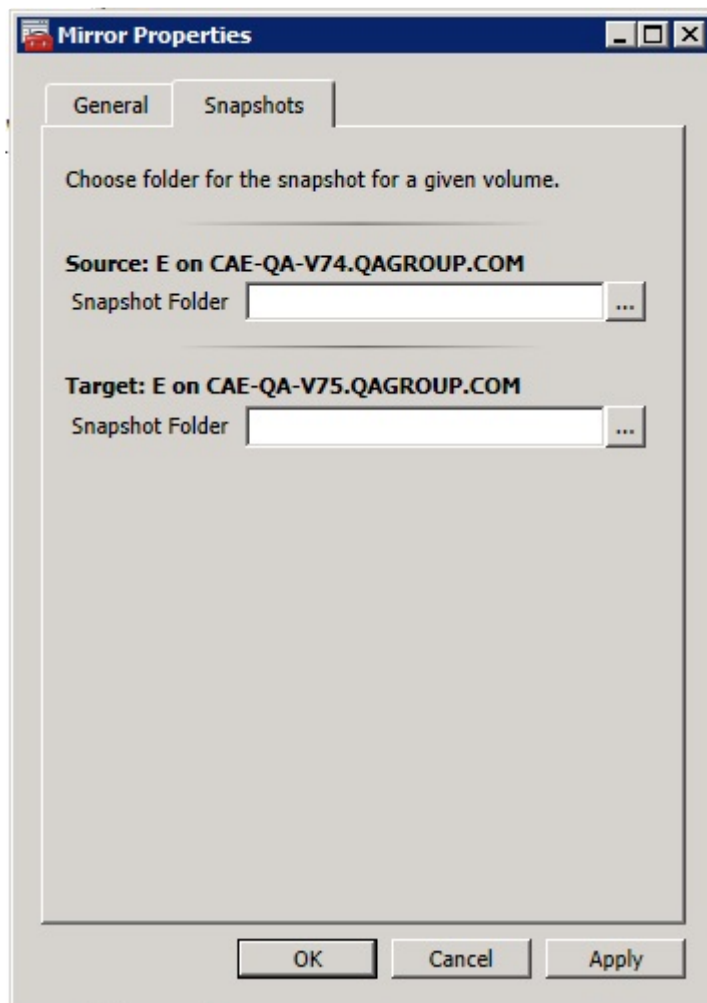 Mirror Properties
General Snapshots
Choose folder for the snapshot for a given volume.
Source: E on CAE-QA-V74.QAGROUP.COM
Snapshot Folder ...
Target: E on CAE-QA-V75.QAGROUP.COM
Snapshot Folder ...
OK Cancel Apply